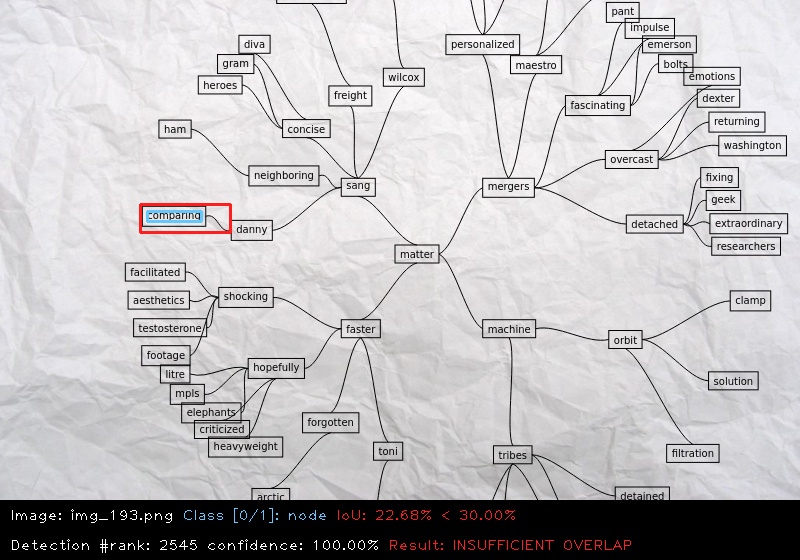 pant
impulse
diva
personalized
emerson
gram
maestro
bolts
wilcox
emotions
heroes
freight
dexter
fascinating
returning
ham
concise
washington
overcast
neighboring
fixing
sang
mergers
geek
comparing
extraordinary
danny
detached
researchers
matter
facilitated
shocking
aesthetics
clamp
testosterone
faster
machine
orbit
footage
hopefully
litre
solution
mpls
elephants
forgotten
criticized
heavyweight
toni
tribes
filtration
arctic
detained
Image: img_193.png Class [0/1]: node IoU: 22.68% < 30.00%
Detection #rank: 2545 confidence: 100.00% Result: INSUFFICIENT OVERLAP